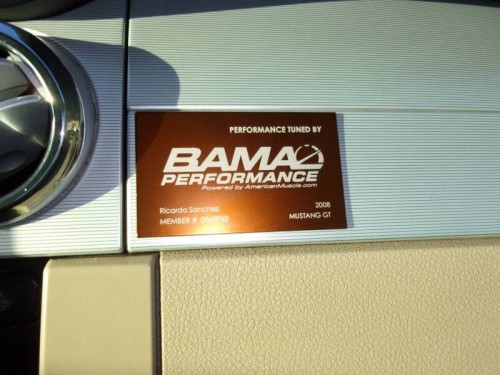 PERFORMANCE TUNED BY
BAMA
PERFORMANCE
Powered by AmericanMuscle.com
Ricardo Sanchez
2008
MEMBER #
MUSTANG GT